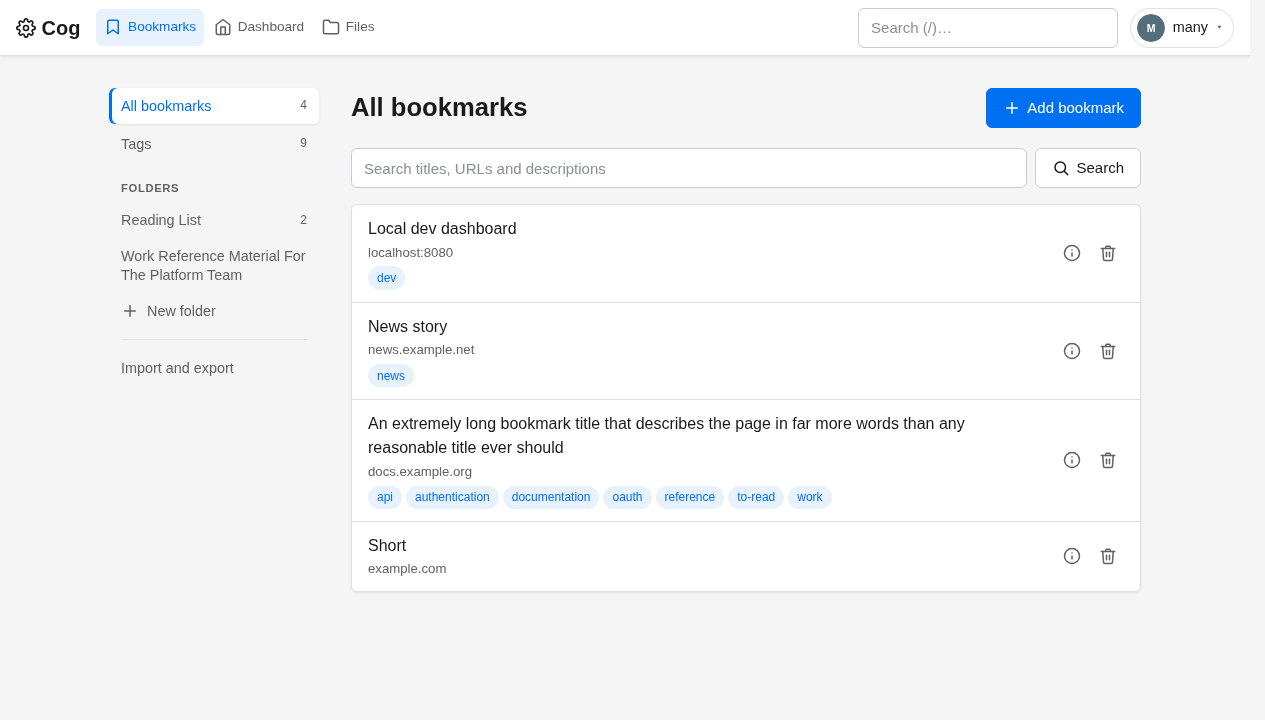 Cog
Bookmarks
Dashboard
Files
Search (/)…
M
many
All bookmarks 4
Tags 9
FOLDERS
Reading List 2
Work Reference Material For
The Platform Team
New folder
Import and export
All bookmarks
Add bookmark
Search titles, URLs and descriptions
Search
Local dev dashboard
localhost:8080
dev
News story
news.example.net
news
An extremely long bookmark title that describes the page in far more words than any
reasonable title ever should
docs.example.org
api authentication documentation oauth reference to-read work
Short
example.com